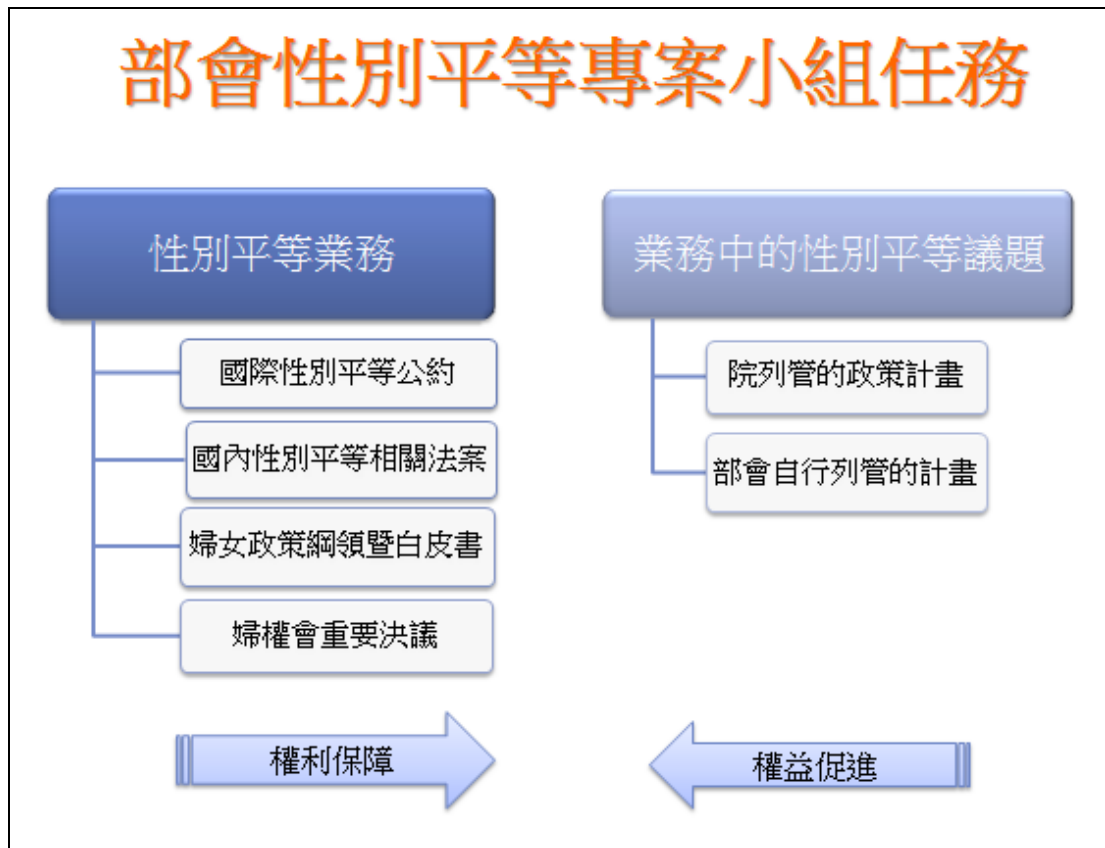 部會性別平等專案小組任務
性別平等業務
國際性別平等公約
國內性別平等相關法案
婦女政策綱領暨白皮書
婦權會重要決議
權利保障
業務中的性別平等議題
院列管的政策計畫
部會自行列管的計畫
權益促進